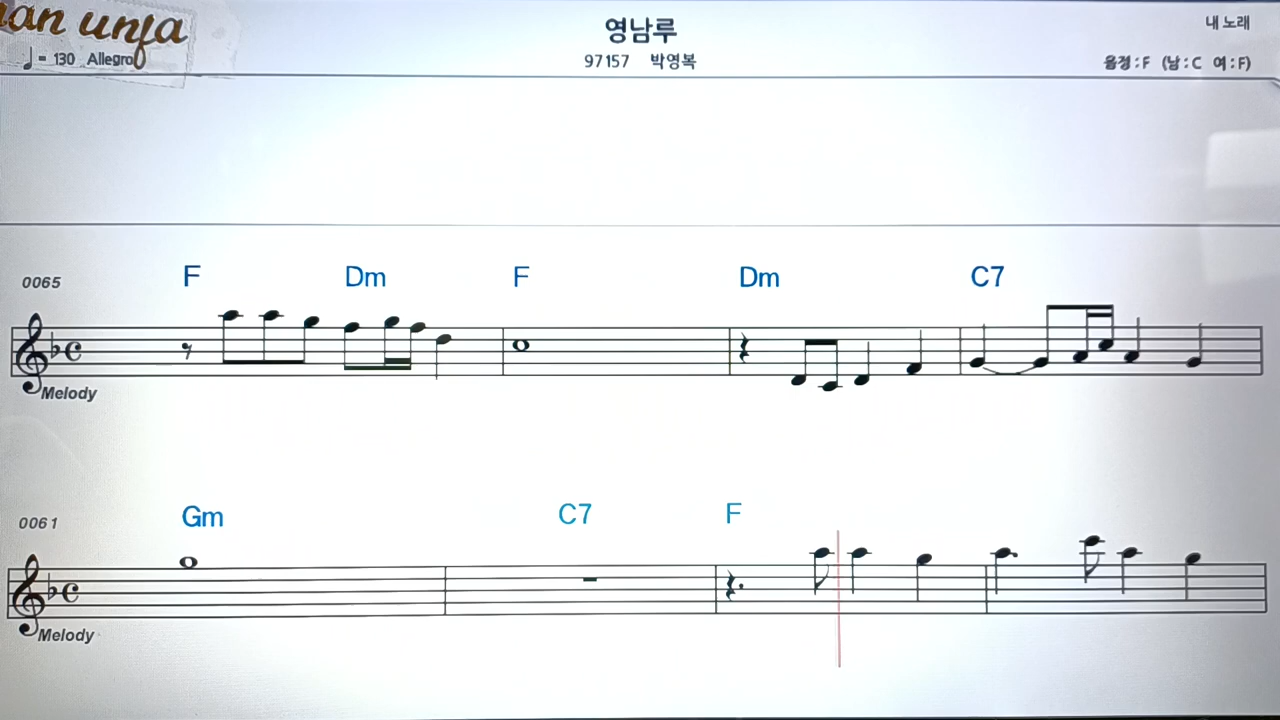 영남루
내 노래
♩ = 130 Allegro
97157 박영복
음정 : F (남 : C 여 : F)
0065 F Dm F Dm C7
Melody
0061 Gm C7 F
Melody